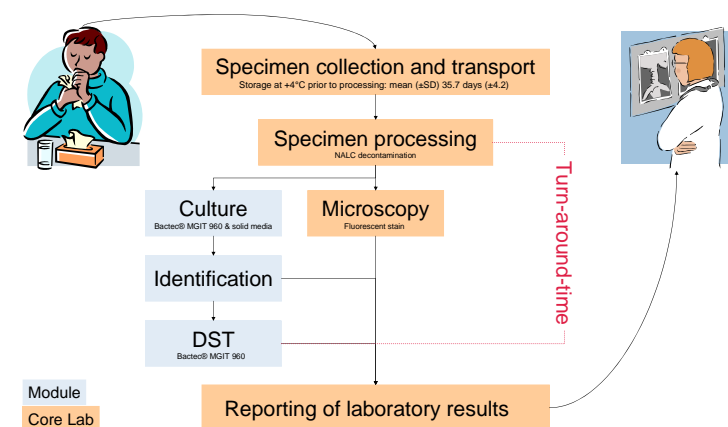 Specimen collection and transport
Storage at +4°C prior to processing: mean (±SD) 35.7 days (±4.2)
Specimen processing
NALC decontamination
Turn-around-time
Culture
Bactec® MGIT 960 & solid media
Microscopy
Fluorescent stain
Identification
DST
Bactec® MGIT 960
Module
Core Lab
Reporting of laboratory results